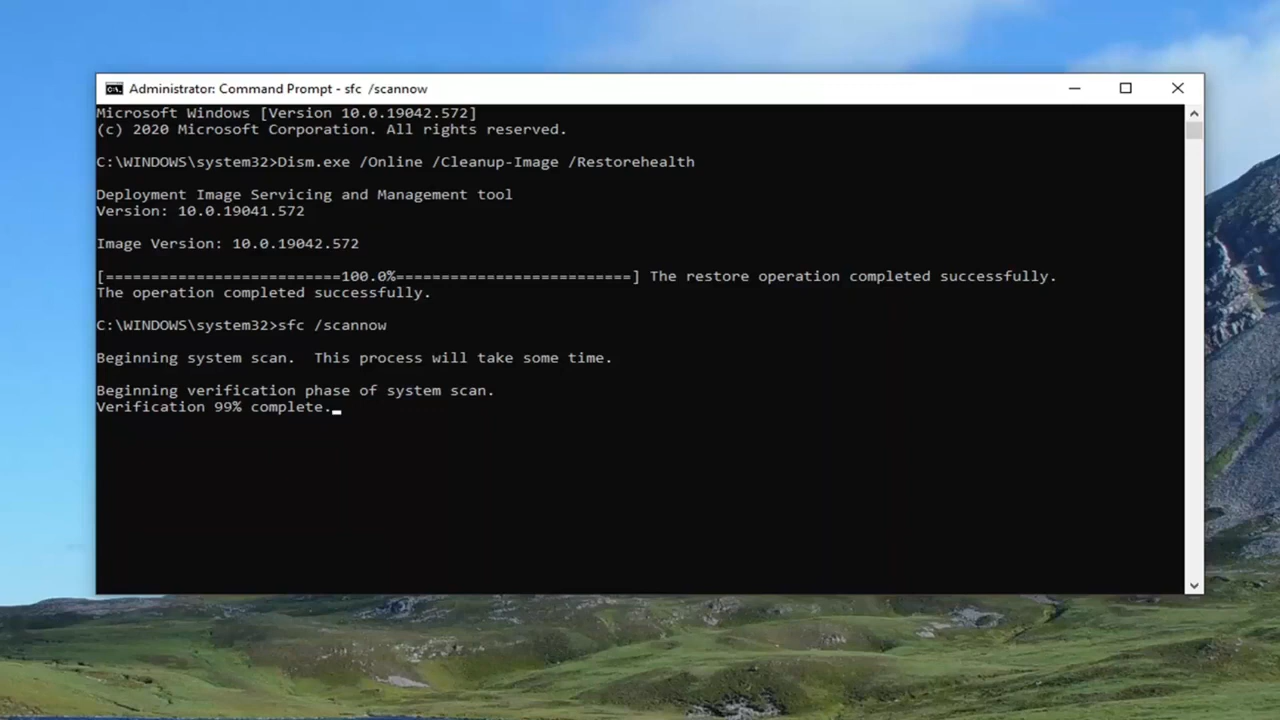 Administrator: Command Prompt - sfc  /scannow
Microsoft Windows [Version 10.0.19042.572]
(c) 2020 Microsoft Corporation. All rights reserved.
C:\WINDOWS\system32>Dism.exe /Online /Cleanup-Image /Restorehealth
Deployment Image Servicing and Management tool
Version: 10.0.19041.572
Image Version: 10.0.19042.572
[==========================100.0%==========================] The restore operation completed successfully.
The operation completed successfully.
C:\WINDOWS\system32>sfc /scannow
Beginning system scan.  This process will take some time.
Beginning verification phase of system scan.
Verification 99% complete.